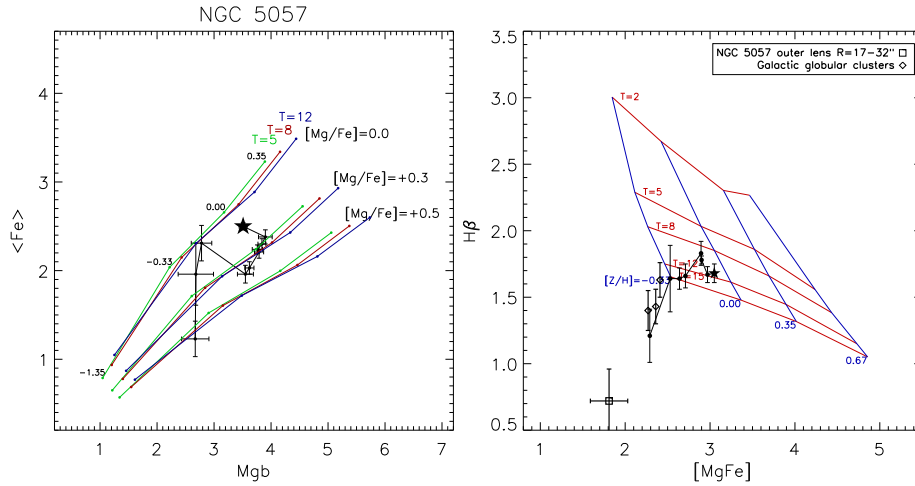 NGC 5057
<Fe>
4
3
2
1
T=12
T=8
T=5
[Mg/Fe]=0.0
0.35
[Mg/Fe]=+0.3
0.00
[Mg/Fe]=+0.5
-0.33
-1.35
1 2 3 4 5 6 7
Mgb
Hβ
3.5
3.0
2.5
2.0
1.5
1.0
0.5
NGC 5057 outer lens R=17-32"
Galactic globular clusters
T=2
T=5
T=8
T=12
T=15
[Z/H]=-0.33
0.00
0.35
0.67
1 2 3 4 5
[MgFe]